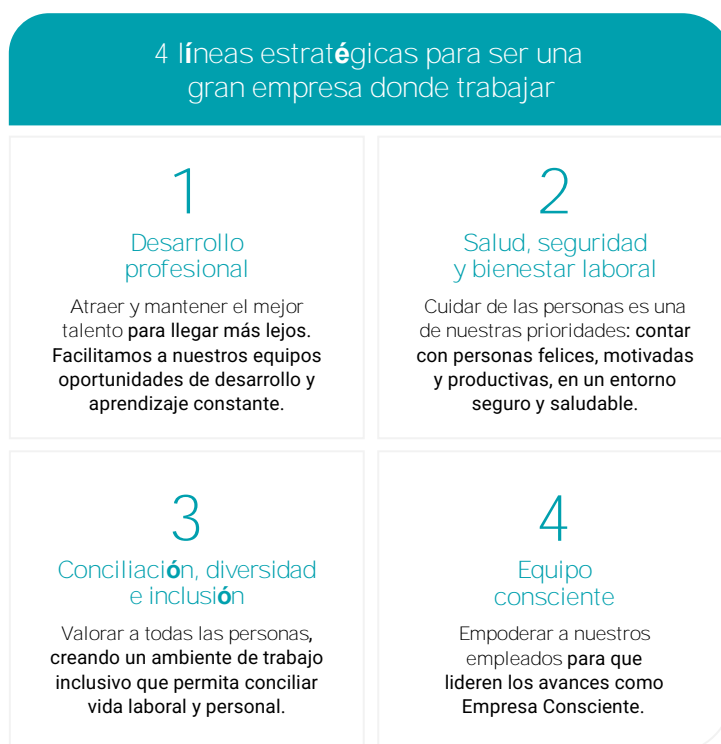 4 líneas estratégicas para ser una
gran empresa donde trabajar
1
Desarrollo
profesional
Atraer y mantener el mejor
talento para llegar más lejos.
Facilitamos a nuestros equipos
oportunidades de desarrollo y
aprendizaje constante.
2
Salud, seguridad
y bienestar laboral
Cuidar de las personas es una
de nuestras prioridades: contar
con personas felices, motivadas
y productivas, en un entorno
seguro y saludable.
3
Conciliación, diversidad
e inclusión
Valorar a todas las personas,
creando un ambiente de trabajo
inclusivo que permita conciliar
vida laboral y personal.
4
Equipo
consciente
Empoderar a nuestros
empleados para que
lideren los avances como
Empresa Consciente.